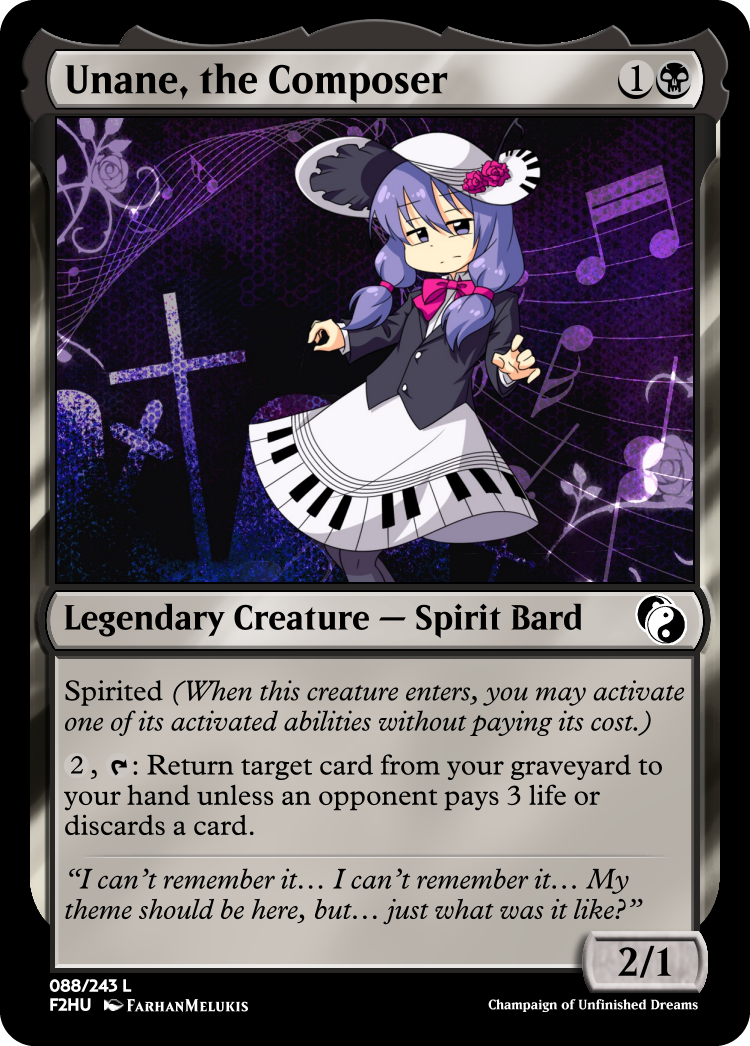 Unane, the Composer 1
Legendary Creature — Spirit Bard
Spirited (When this creature enters, you may activate
one of its activated abilities without paying its cost.)
2, : Return target card from your graveyard to
your hand unless an opponent pays 3 life or
discards a card.
“I can’t remember it… I can’t remember it… My
theme should be here, but… just what was it like?”
2/1
088/243 L
F2HU FarhanMelukis
Champaign of Unfinished Dreams